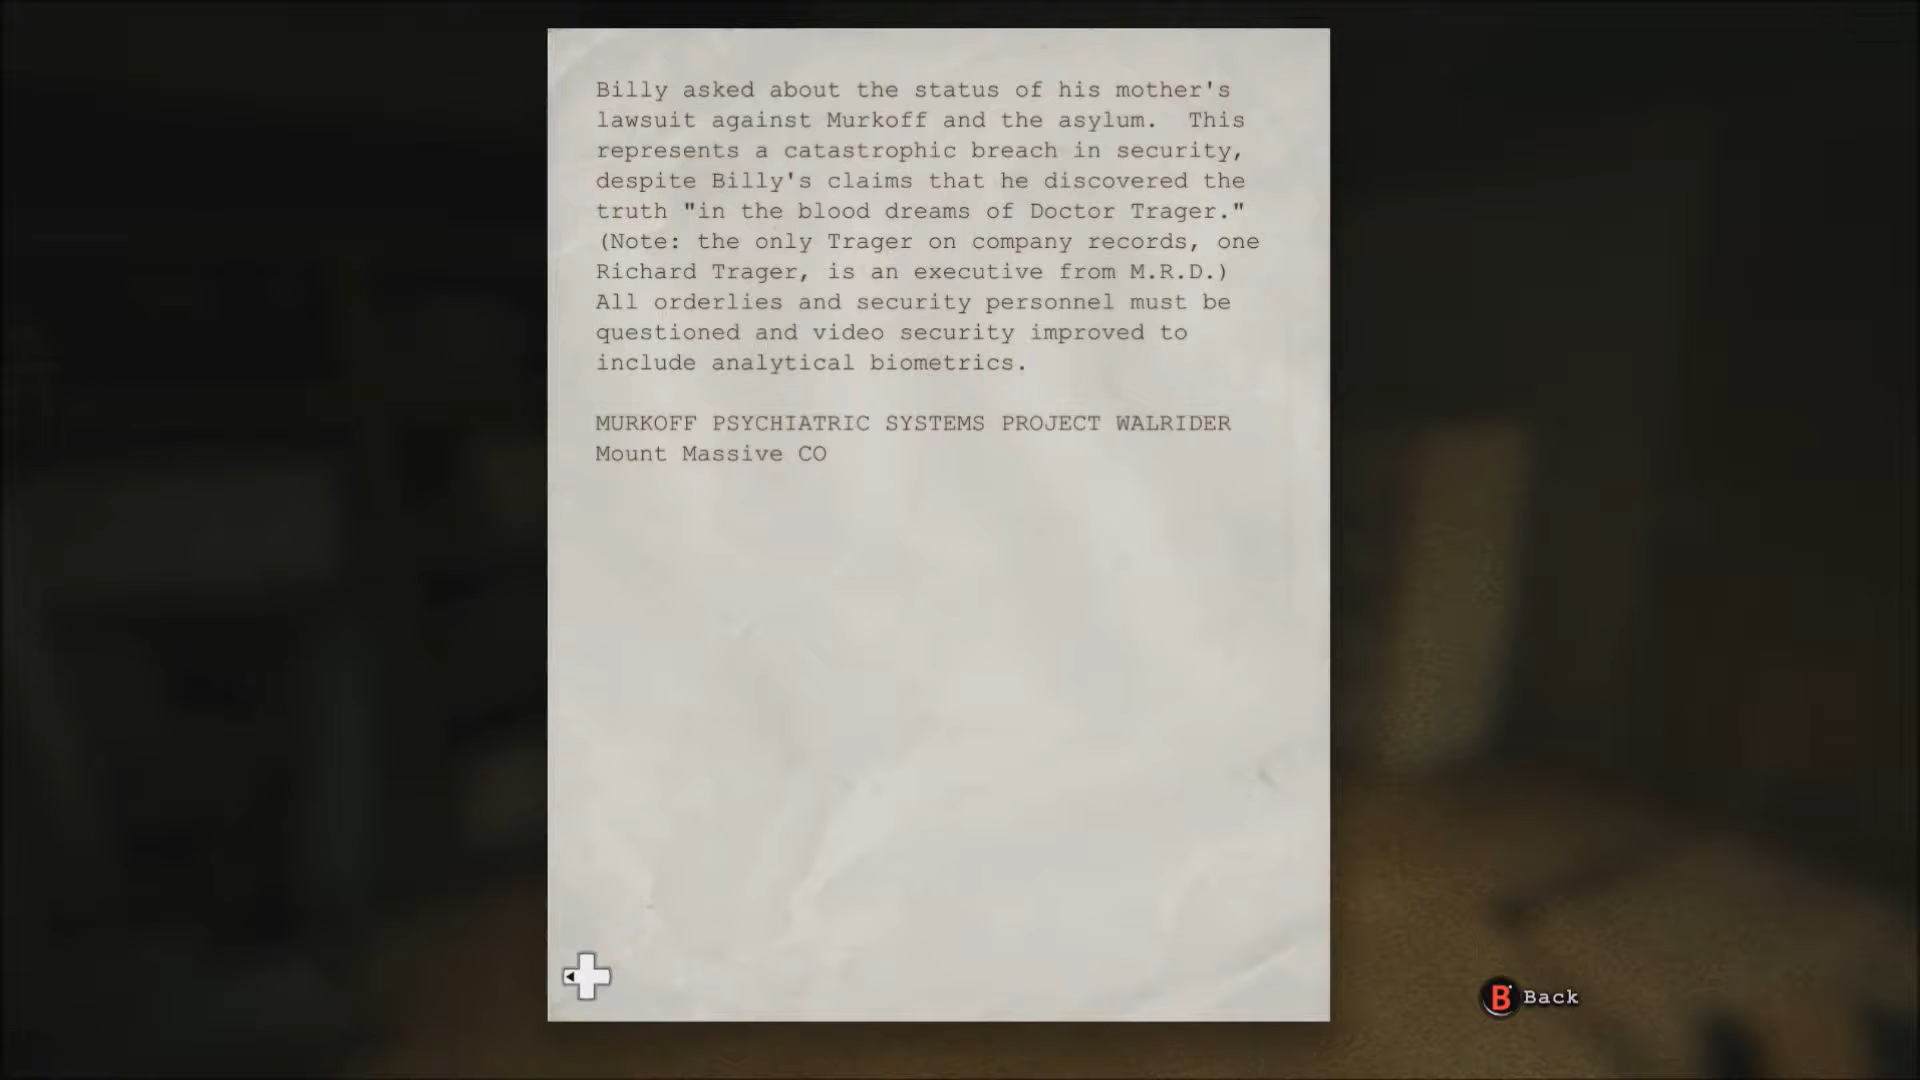 Billy asked about the status of his mother's
lawsuit against Murkoff and the asylum.  This
represents a catastrophic breach in security,
despite Billy's claims that he discovered the
truth "in the blood dreams of Doctor Trager."
(Note: the only Trager on company records, one
Richard Trager, is an executive from M.R.D.)
All orderlies and security personnel must be
questioned and video security improved to
include analytical biometrics.
MURKOFF PSYCHIATRIC SYSTEMS PROJECT WALRIDER
Mount Massive CO
B Back